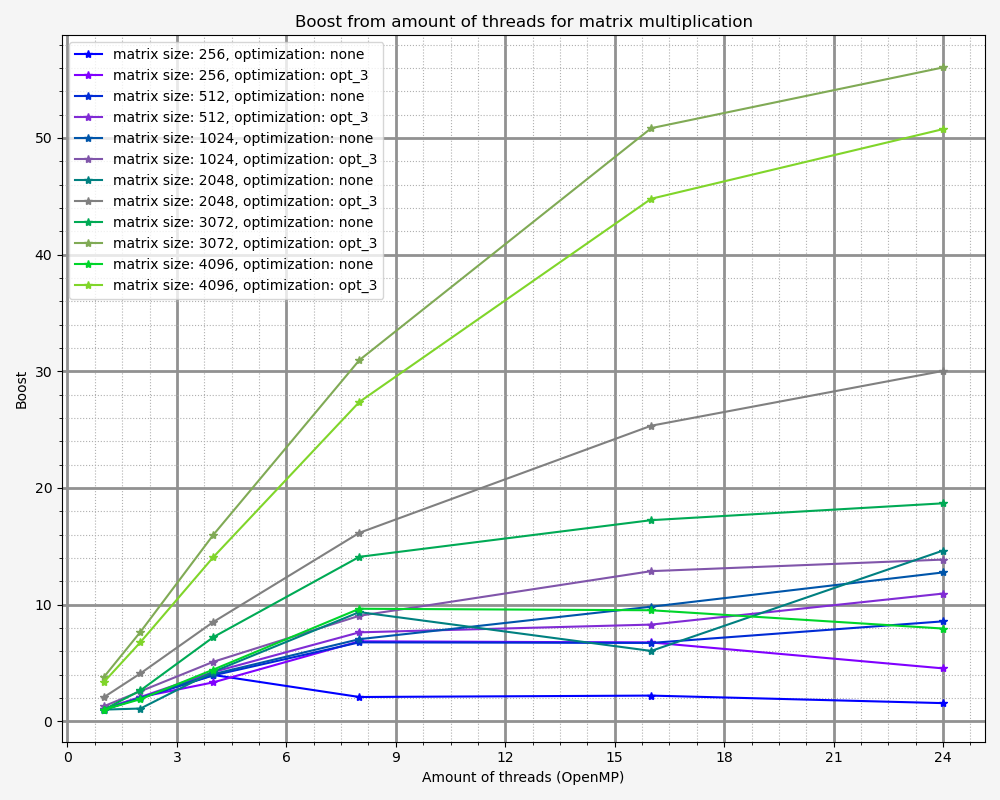 Boost from amount of threads for matrix multiplication
matrix size: 256, optimization: none
matrix size: 256, optimization: opt_3
matrix size: 512, optimization: none
matrix size: 512, optimization: opt_3
matrix size: 1024, optimization: none
matrix size: 1024, optimization: opt_3
matrix size: 2048, optimization: none
matrix size: 2048, optimization: opt_3
matrix size: 3072, optimization: none
matrix size: 3072, optimization: opt_3
matrix size: 4096, optimization: none
matrix size: 4096, optimization: opt_3
50
40
30
20
10
0
Boost
0 3 6 9 12 15 18 21 24
Amount of threads (OpenMP)